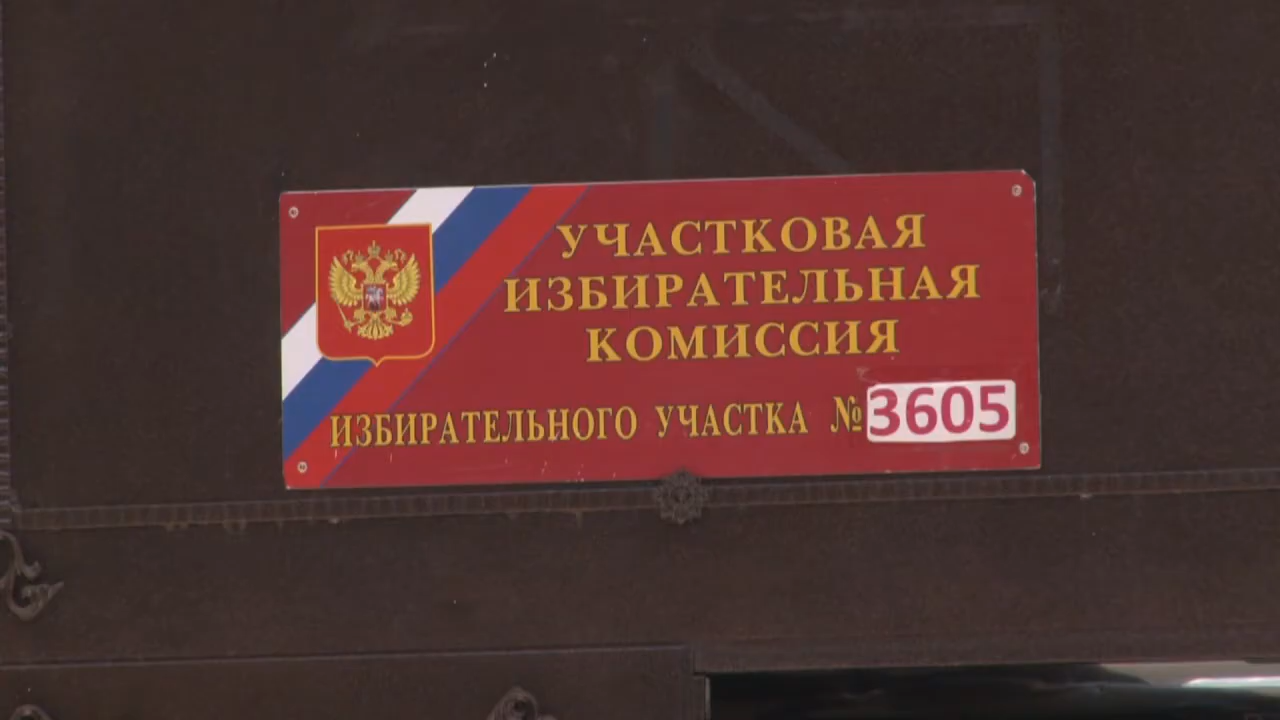 УЧАСТКОВАЯ
ИЗБИРАТЕЛЬНАЯ
КОМИССИЯ
ИЗБИРАТЕЛЬНОГО УЧАСТКА №3605